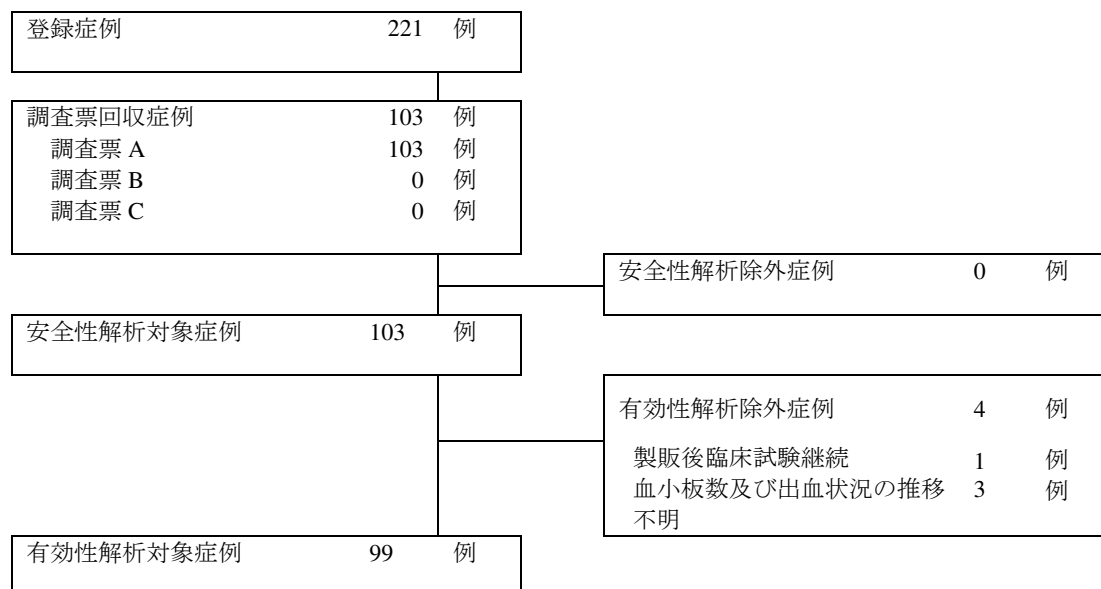 登録症例 221 例
調査票回収症例 103 例
調査票 A 103 例
調査票 B 0 例
調査票 C 0 例
安全性解析除外症例 0 例
安全性解析対象症例 103 例
有効性解析除外症例 4 例
製販後臨床試験継続 1 例
血小板数及び出血状況の推移 3 例
不明
有効性解析対象症例 99 例